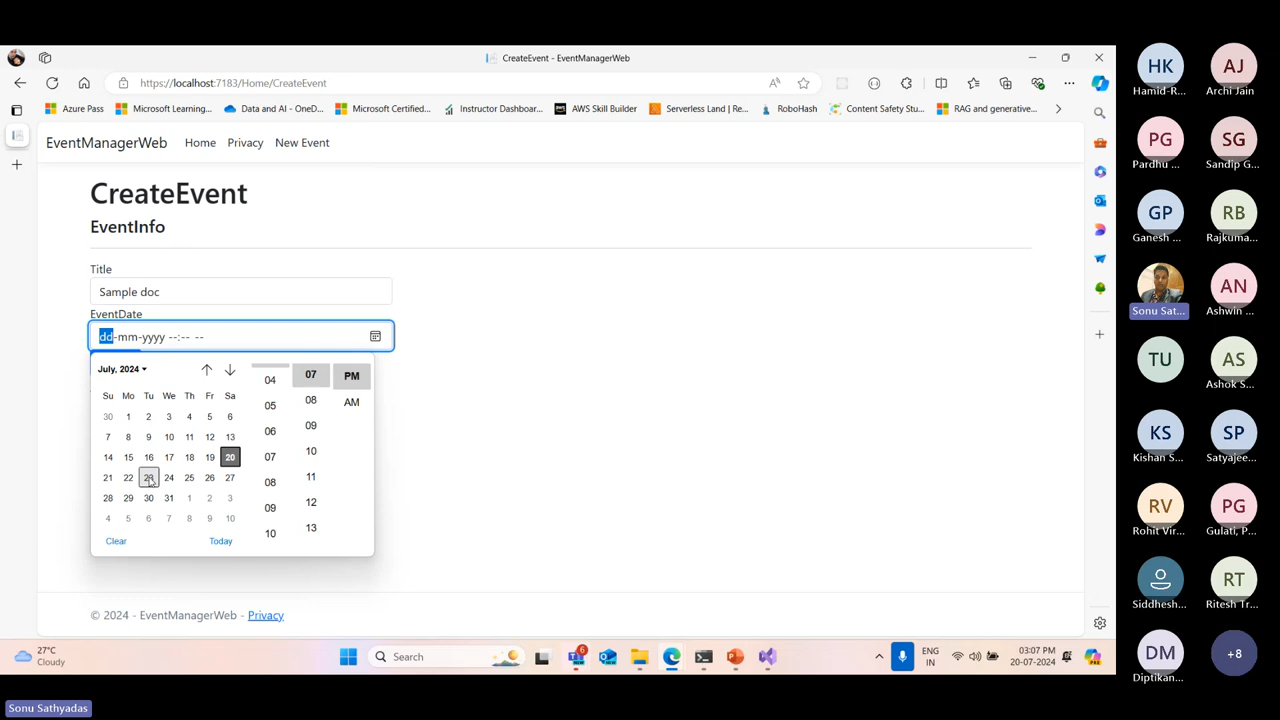 CreateEvent - EventManagerWeb
https://localhost:7183/Home/CreateEvent
Azure Pass
Microsoft Learning...
Data and AI - OneD...
Microsoft Certified...
Instructor Dashboar...
AWS Skill Builder
Serverless Land | Re...
RoboHash
Content Safety Stu...
RAG and generative...
EventManagerWeb Home Privacy New Event
CreateEvent
EventInfo
Title
Sample doc
EventDate
dd-mm-yyyy --:-- --
July, 2024
Su Mo Tu We Th Fr Sa
30 1 2 3 4 5 6
7 8 9 10 11 12 13
14 15 16 17 18 19 20
21 22 23 24 25 26 27
28 29 30 31 1 2 3
4 5 6 7 8 9 10
Clear Today
04
05
06
07
08
09
10
07
08
09
10
11
12
13
PM
AM
© 2024 - EventManagerWeb - Privacy
27°C
Cloudy
Search
6
NEW
NEW
ENG
IN
03:07 PM
20-07-2024
HK
Hamid-R...
AJ
Archi Jain
PG
Pardhu ...
SG
Sandip G...
GP
Ganesh ...
RB
Rajkuma...
Sonu Sat...
AN
Ashwin ...
TU
AS
Ashok S...
KS
Kishan S...
SP
Satyajee...
RV
Rohit Vir...
PG
Gulati, P...
Siddhesh...
RT
Ritesh Tr...
DM
Diptikan...
+8
Sonu Sathyadas